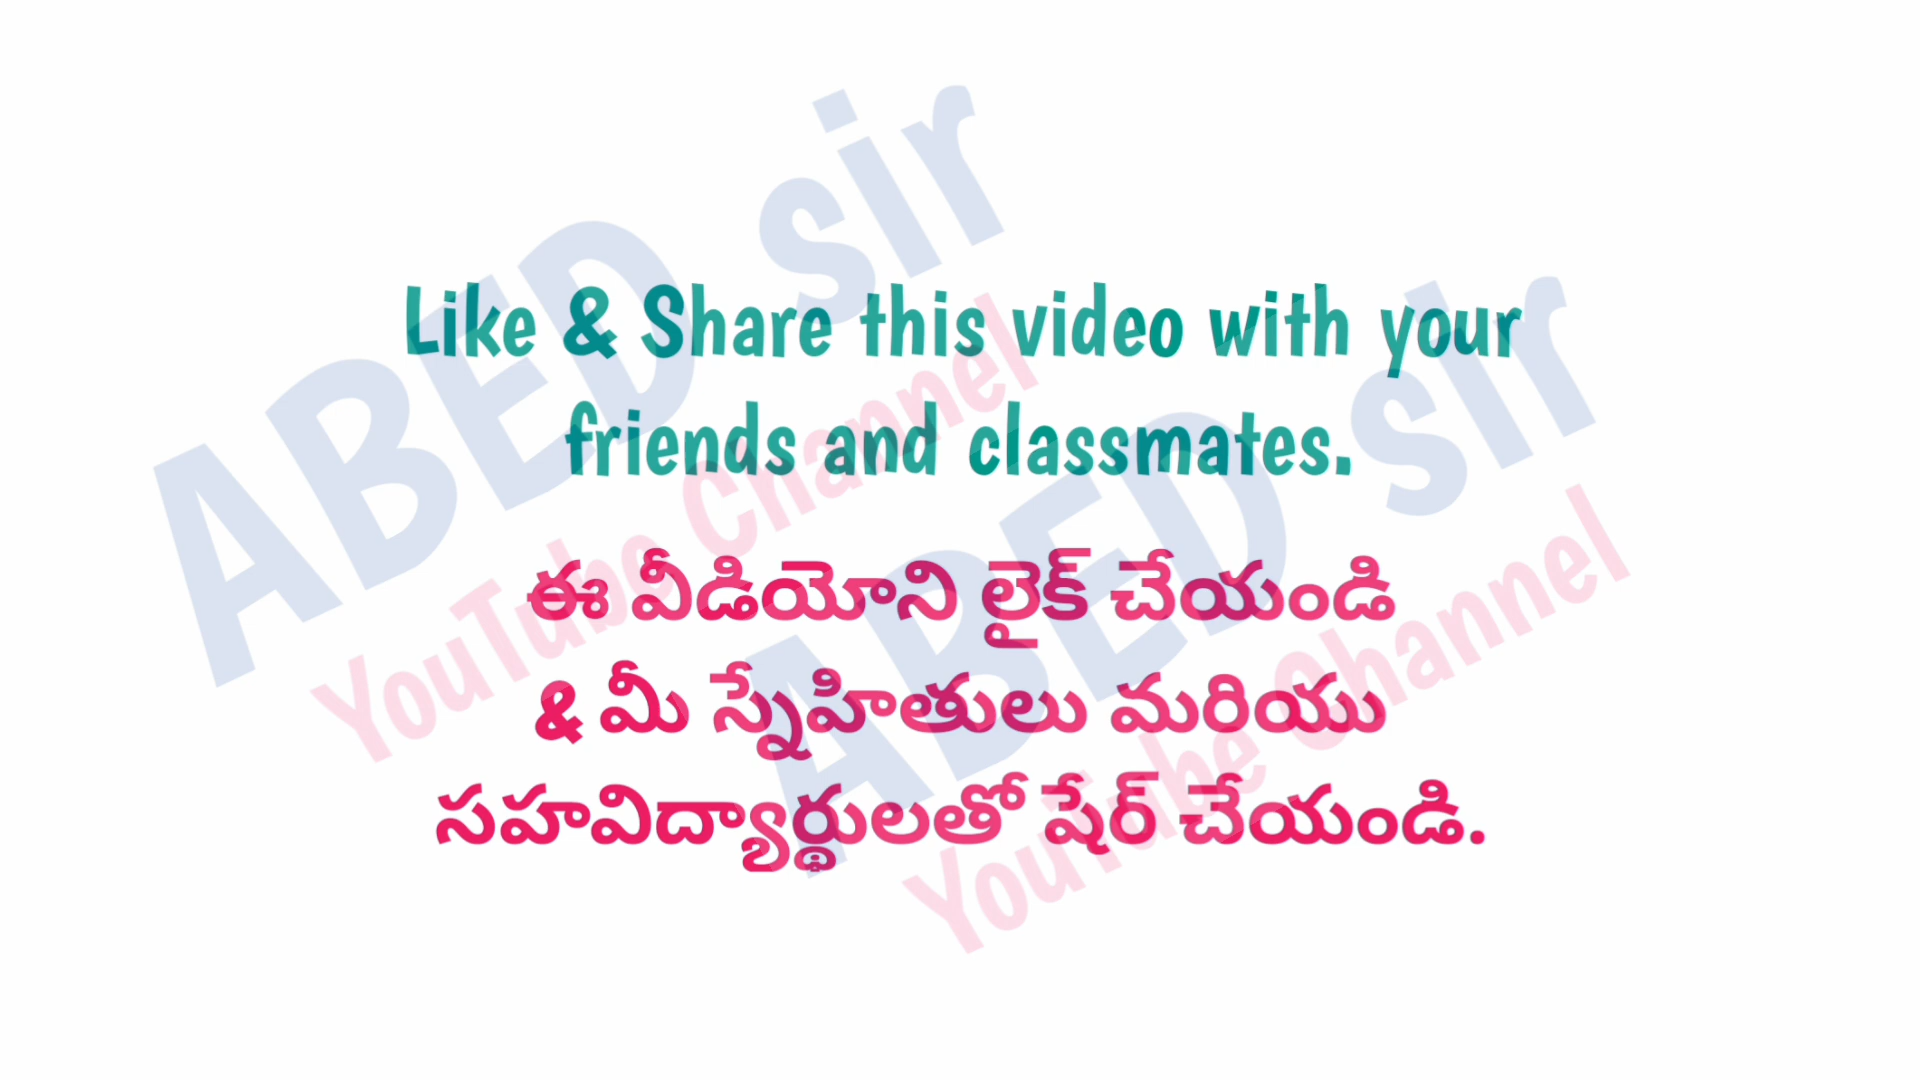 Like & Share this video with your
friends and classmates.
ఈ వీడియోని లైక్ చేయండి
& మీ స్నేహితులు మరియు
సహవిద్యార్థులతో షేర్ చేయండి.
ABED sir
YouTube Channel
ABED sir
YouTube Channel